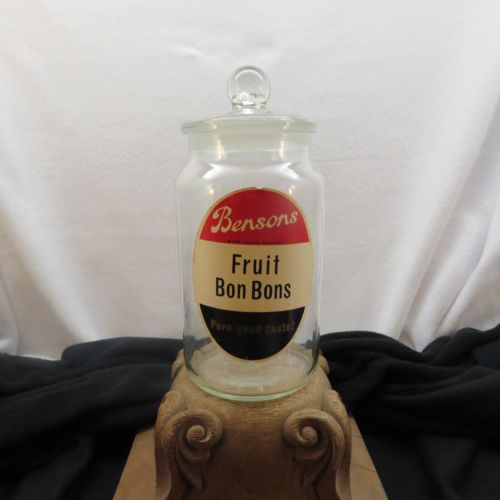 Bensons
Fruit
Bon Bons
Pure good taste!